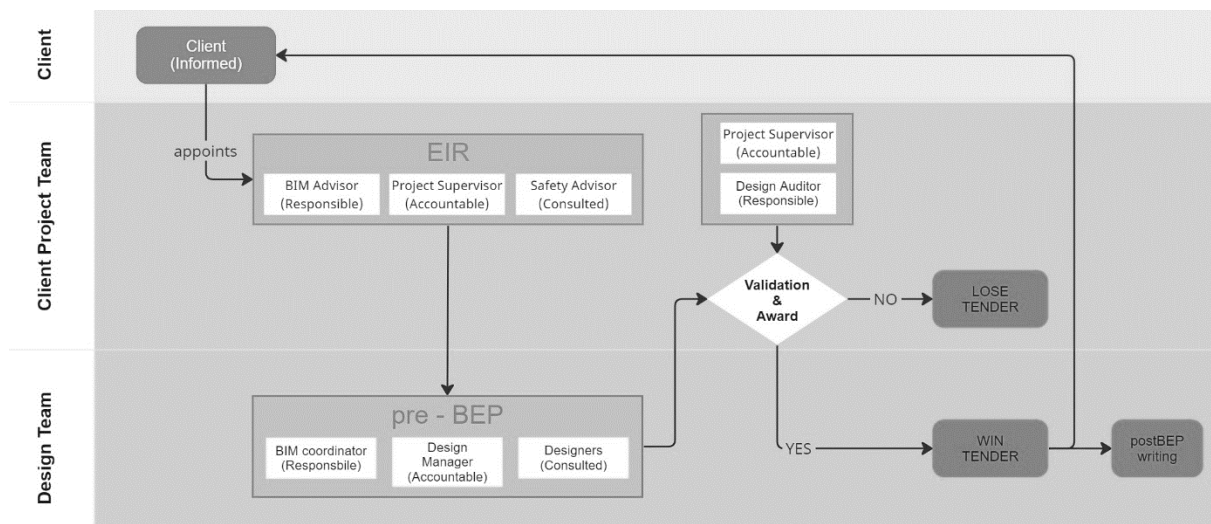 Client
Client
(Informed)
Client Project Team
appoints
EIR
BIM Advisor
(Responsible)
Project Supervisor
(Accountable)
Safety Advisor
(Consulted)
Project Supervisor
(Accountable)
Design Auditor
(Responsible)
Validation
&
Award
NO
LOSE
TENDER
Design Team
pre - BEP
BIM coordinator
(Responsbile)
Design
Manager
(Accountable)
Designers
(Consulted)
YES
WIN
TENDER
postBEP
writing